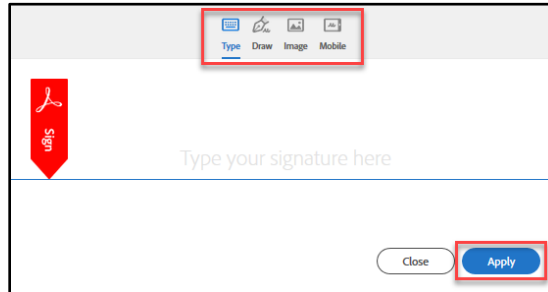 Type Draw Image Mobile
Sign
Type your signature here
Close Apply